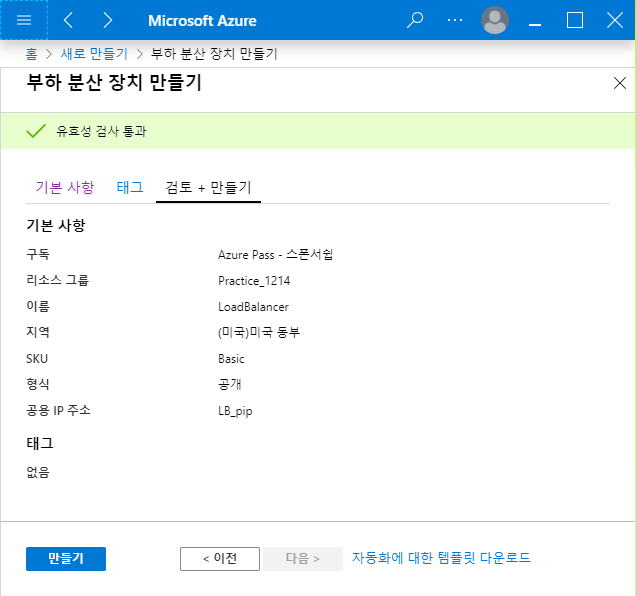 Microsoft Azure
홈 > 새로 만들기 > 부하 분산 장치 만들기
부하 분산 장치 만들기
유효성 검사 통과
기본 사항 태그 검토 + 만들기
기본 사항
구독 Azure Pass - 스폰서쉽
리소스 그룹 Practice_1214
이름 LoadBalancer
지역 (미국)미국 동부
SKU Basic
형식 공개
공용 IP 주소 LB_pip
태그
없음
만들기 < 이전 다음 > 자동화에 대한 템플릿 다운로드